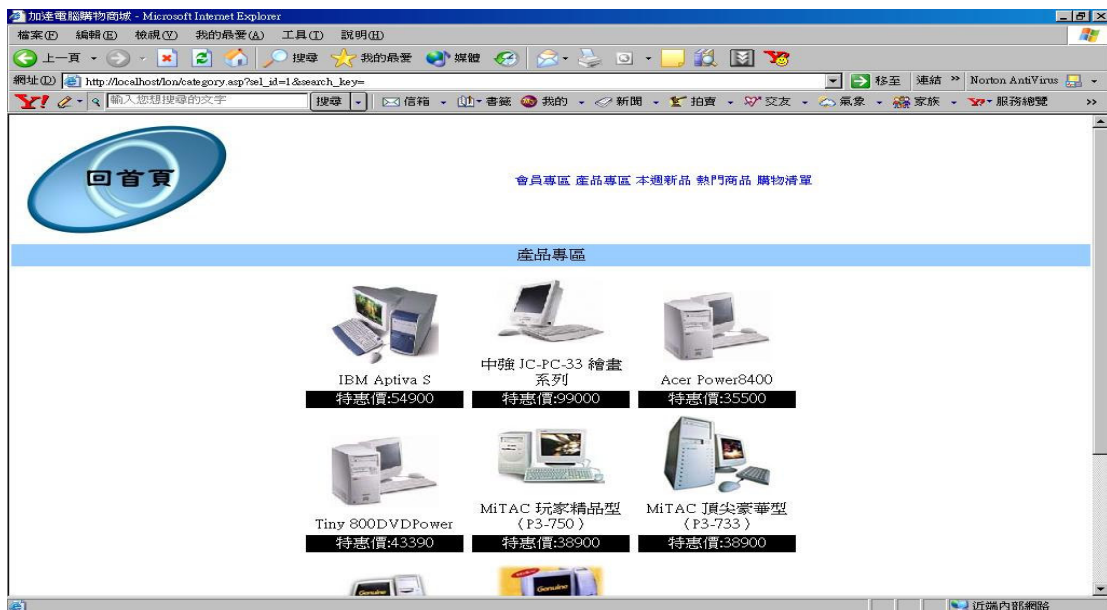 加達電腦購物商城 - Microsoft Internet Explorer
檔案(F) 編輯(E) 檢視(V) 我的最愛(A) 工具(T) 說明(H)
上一頁 搜尋 我的最愛 媒體
網址(D) http://localhost/lon/category.asp?sel_id=1&search_key= 移至 連結 » Norton AntiVirus
Y! 輸入您想搜尋的文字 搜尋 信箱 書籤 我的 新聞 拍賣 交友 氣象 家族 服務總覽 »
回首頁
會員專區 產品專區 本週新品 熱門商品 購物清單
產品專區
IBM Aptiva S
特惠價:54900
中強 JC-PC-33 繪畫
系列
特惠價:99000
Acer Power8400
特惠價:35500
Tiny 800DVDPower
特惠價:43390
MiTAC 玩家精品型
(P3-750)
特惠價:38900
MiTAC 頂尖豪華型
(P3-733)
特惠價:38900
Genuine
Genuine
近端內部網路